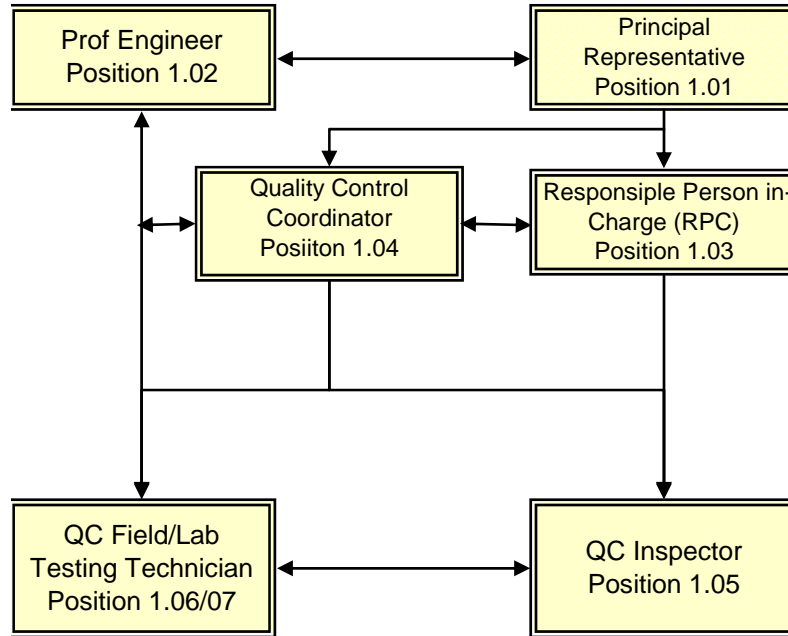 Prof Engineer
Position 1.02
Principal
Representative
Position 1.01
Quality Control
Coordinator
Posiiton 1.04
Responsiple Person in-
Charge (RPC)
Position 1.03
QC Field/Lab
Testing Technician
Position 1.06/07
QC Inspector
Position 1.05